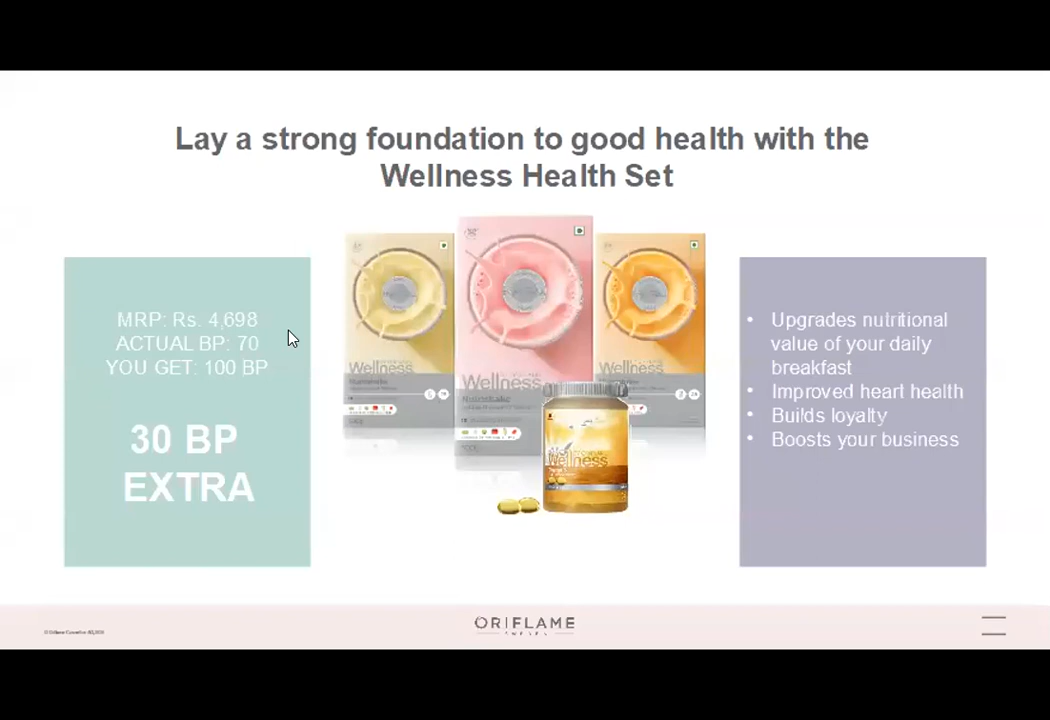 Lay a strong foundation to good health with the
Wellness Health Set
MRP: Rs. 4,698
ACTUAL BP: 70
YOU GET: 100 BP
30 BP
EXTRA
Wellness
Wellness
Wellness
Wellness
• Upgrades nutritional
value of your daily
breakfast
• Improved heart health
• Builds loyalty
• Boosts your business
ORIFLAME